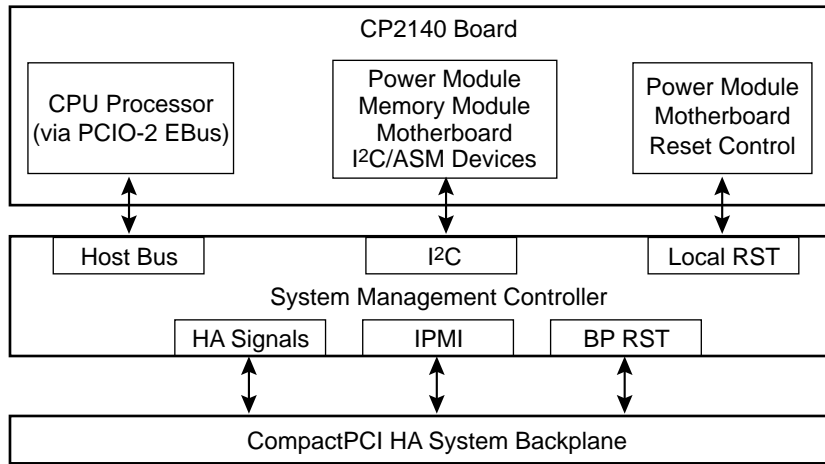 CP2140 Board
CPU Processor
(via PCIO-2 EBus)
Power Module
Memory Module
Motherboard
I²C/ASM Devices
Power Module
Motherboard
Reset Control
Host Bus
I²C
Local RST
System Management Controller
HA Signals
IPMI
BP RST
CompactPCI HA System Backplane